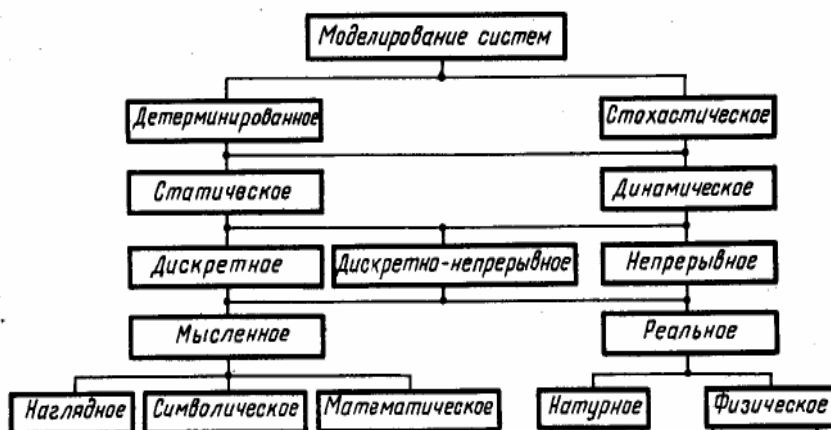 Моделирование систем
Детерминированное
Стохастическое
Статическое
Динамическое
Дискретное
Дискретно-непрерывное
Непрерывное
Мысленное
Реальное
Наглядное
Символическое
Математическое
Натурное
Физическое